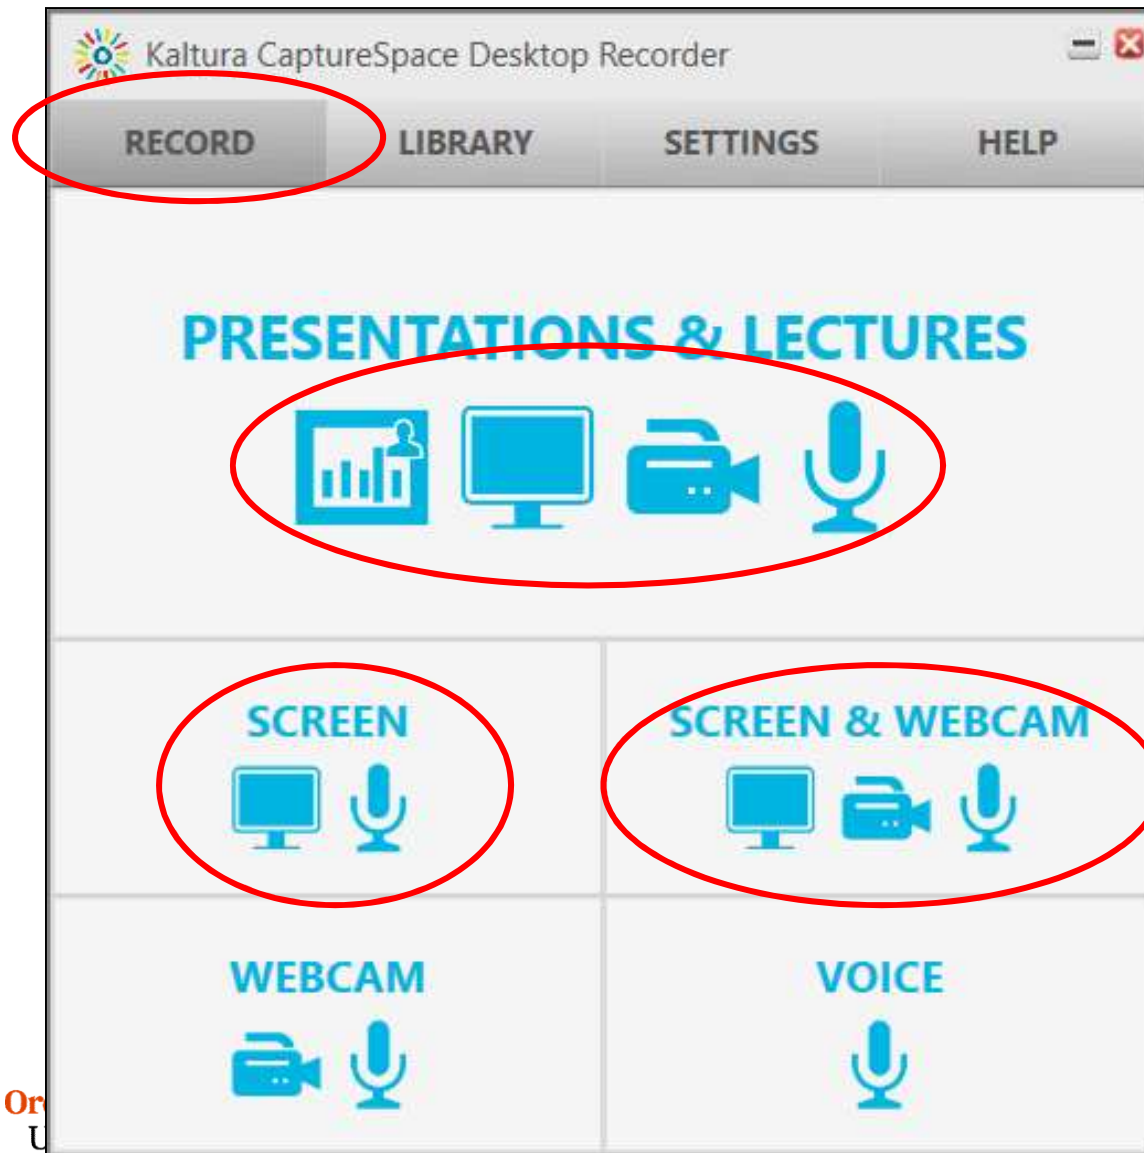 Kaltura CaptureSpace Desktop Recorder
RECORD LIBRARY SETTINGS HELP
PRESENTATIONS & LECTURES
SCREEN SCREEN & WEBCAM
WEBCAM VOICE